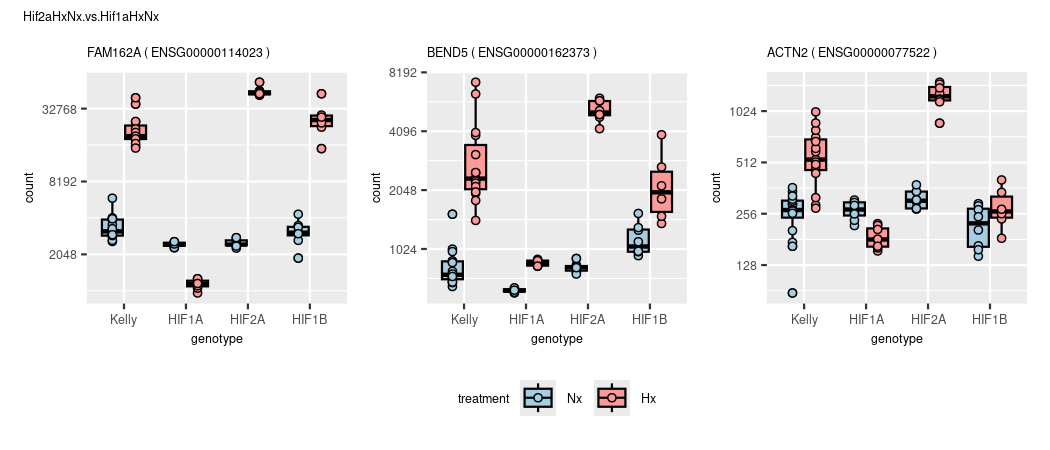 Hif2aHxNx.vs.Hif1aHxNx
FAM162A ( ENSG00000114023 )
count
32768
8192
2048
Kelly HIF1A HIF2A HIF1B
genotype
BEND5 ( ENSG00000162373 )
count
8192
4096
2048
1024
Kelly HIF1A HIF2A HIF1B
genotype
ACTN2 ( ENSG00000077522 )
count
1024
512
256
128
Kelly HIF1A HIF2A HIF1B
genotype
treatment Nx Hx